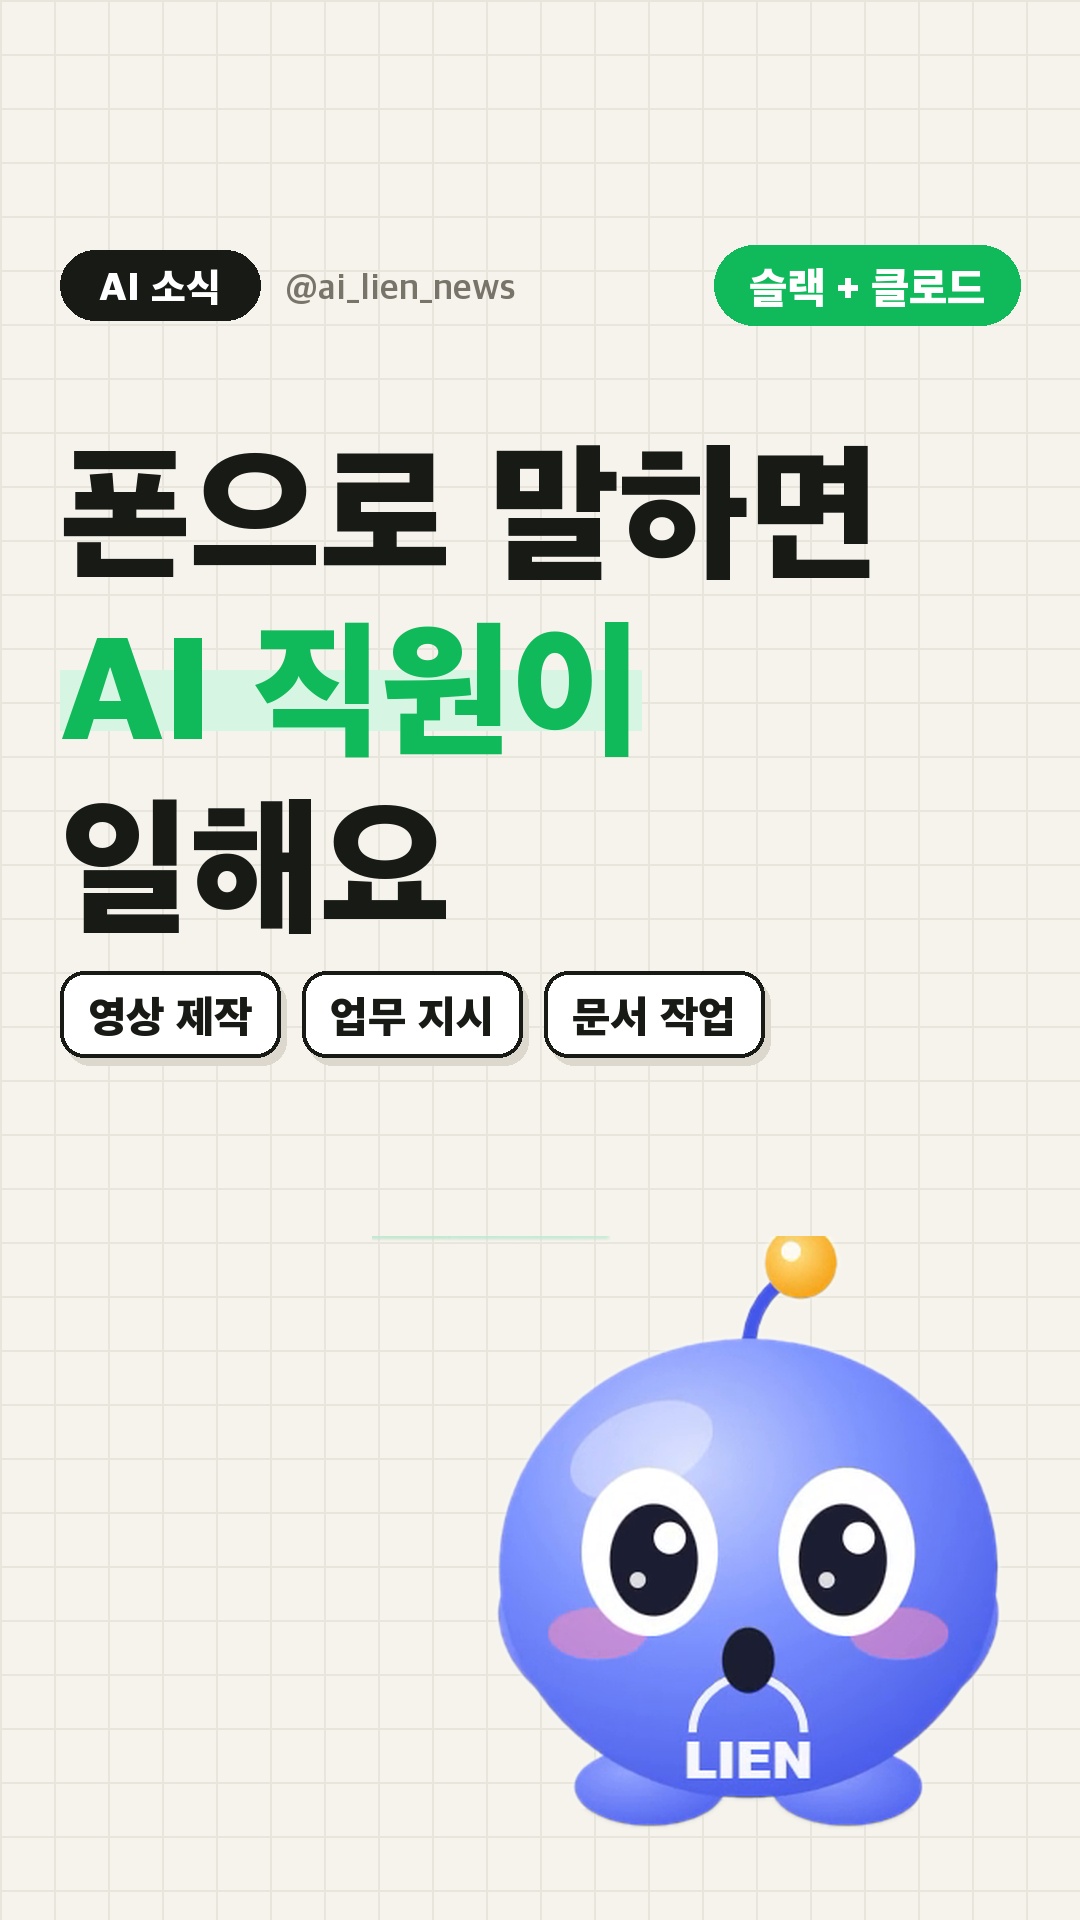 AI 소식 @ai_lien_news 슬랙 + 클로드
폰으로 말하면
AI 직원이
일해요
영상 제작 업무 지시 문서 작업
LIEN